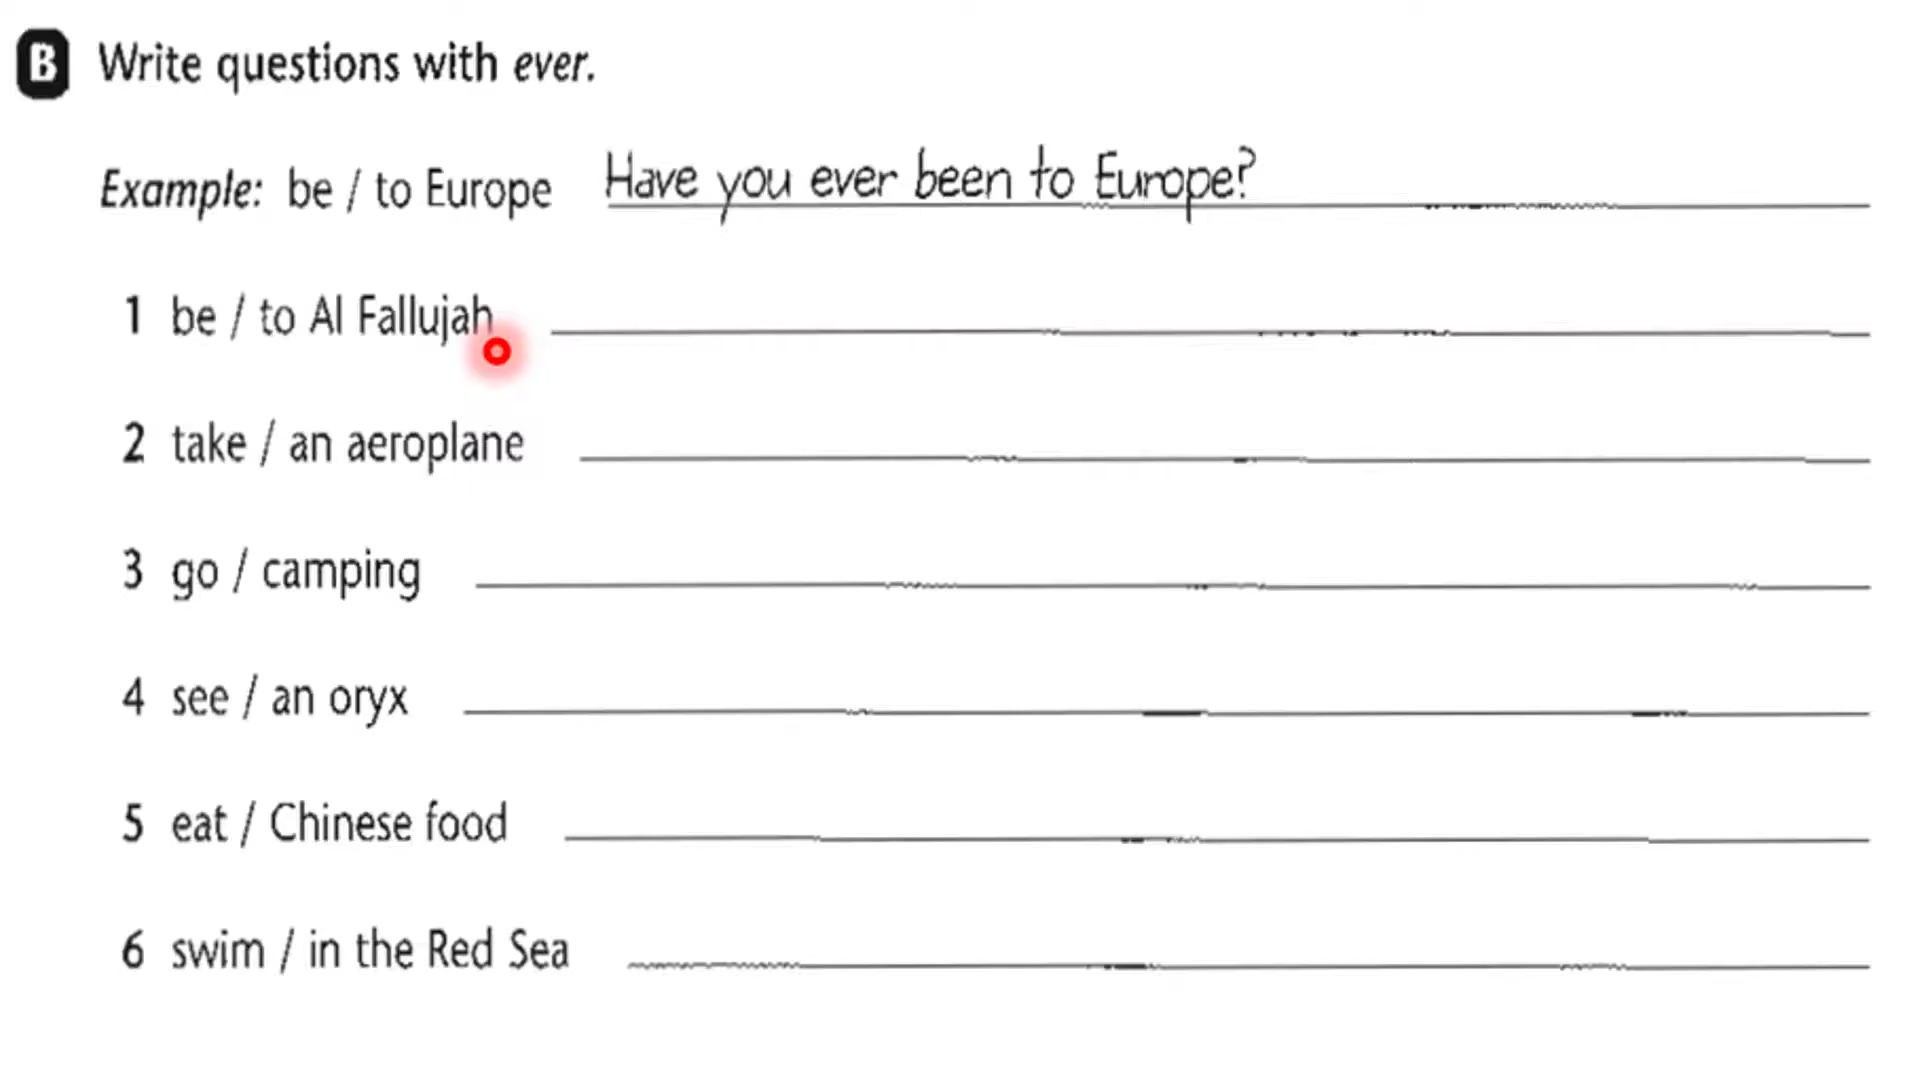 B Write questions with ever.
Example: be / to Europe Have you ever been to Europe?
1 be / to Al Fallujah
2 take / an aeroplane
3 go / camping
4 see / an oryx
5 eat / Chinese food
6 swim / in the Red Sea